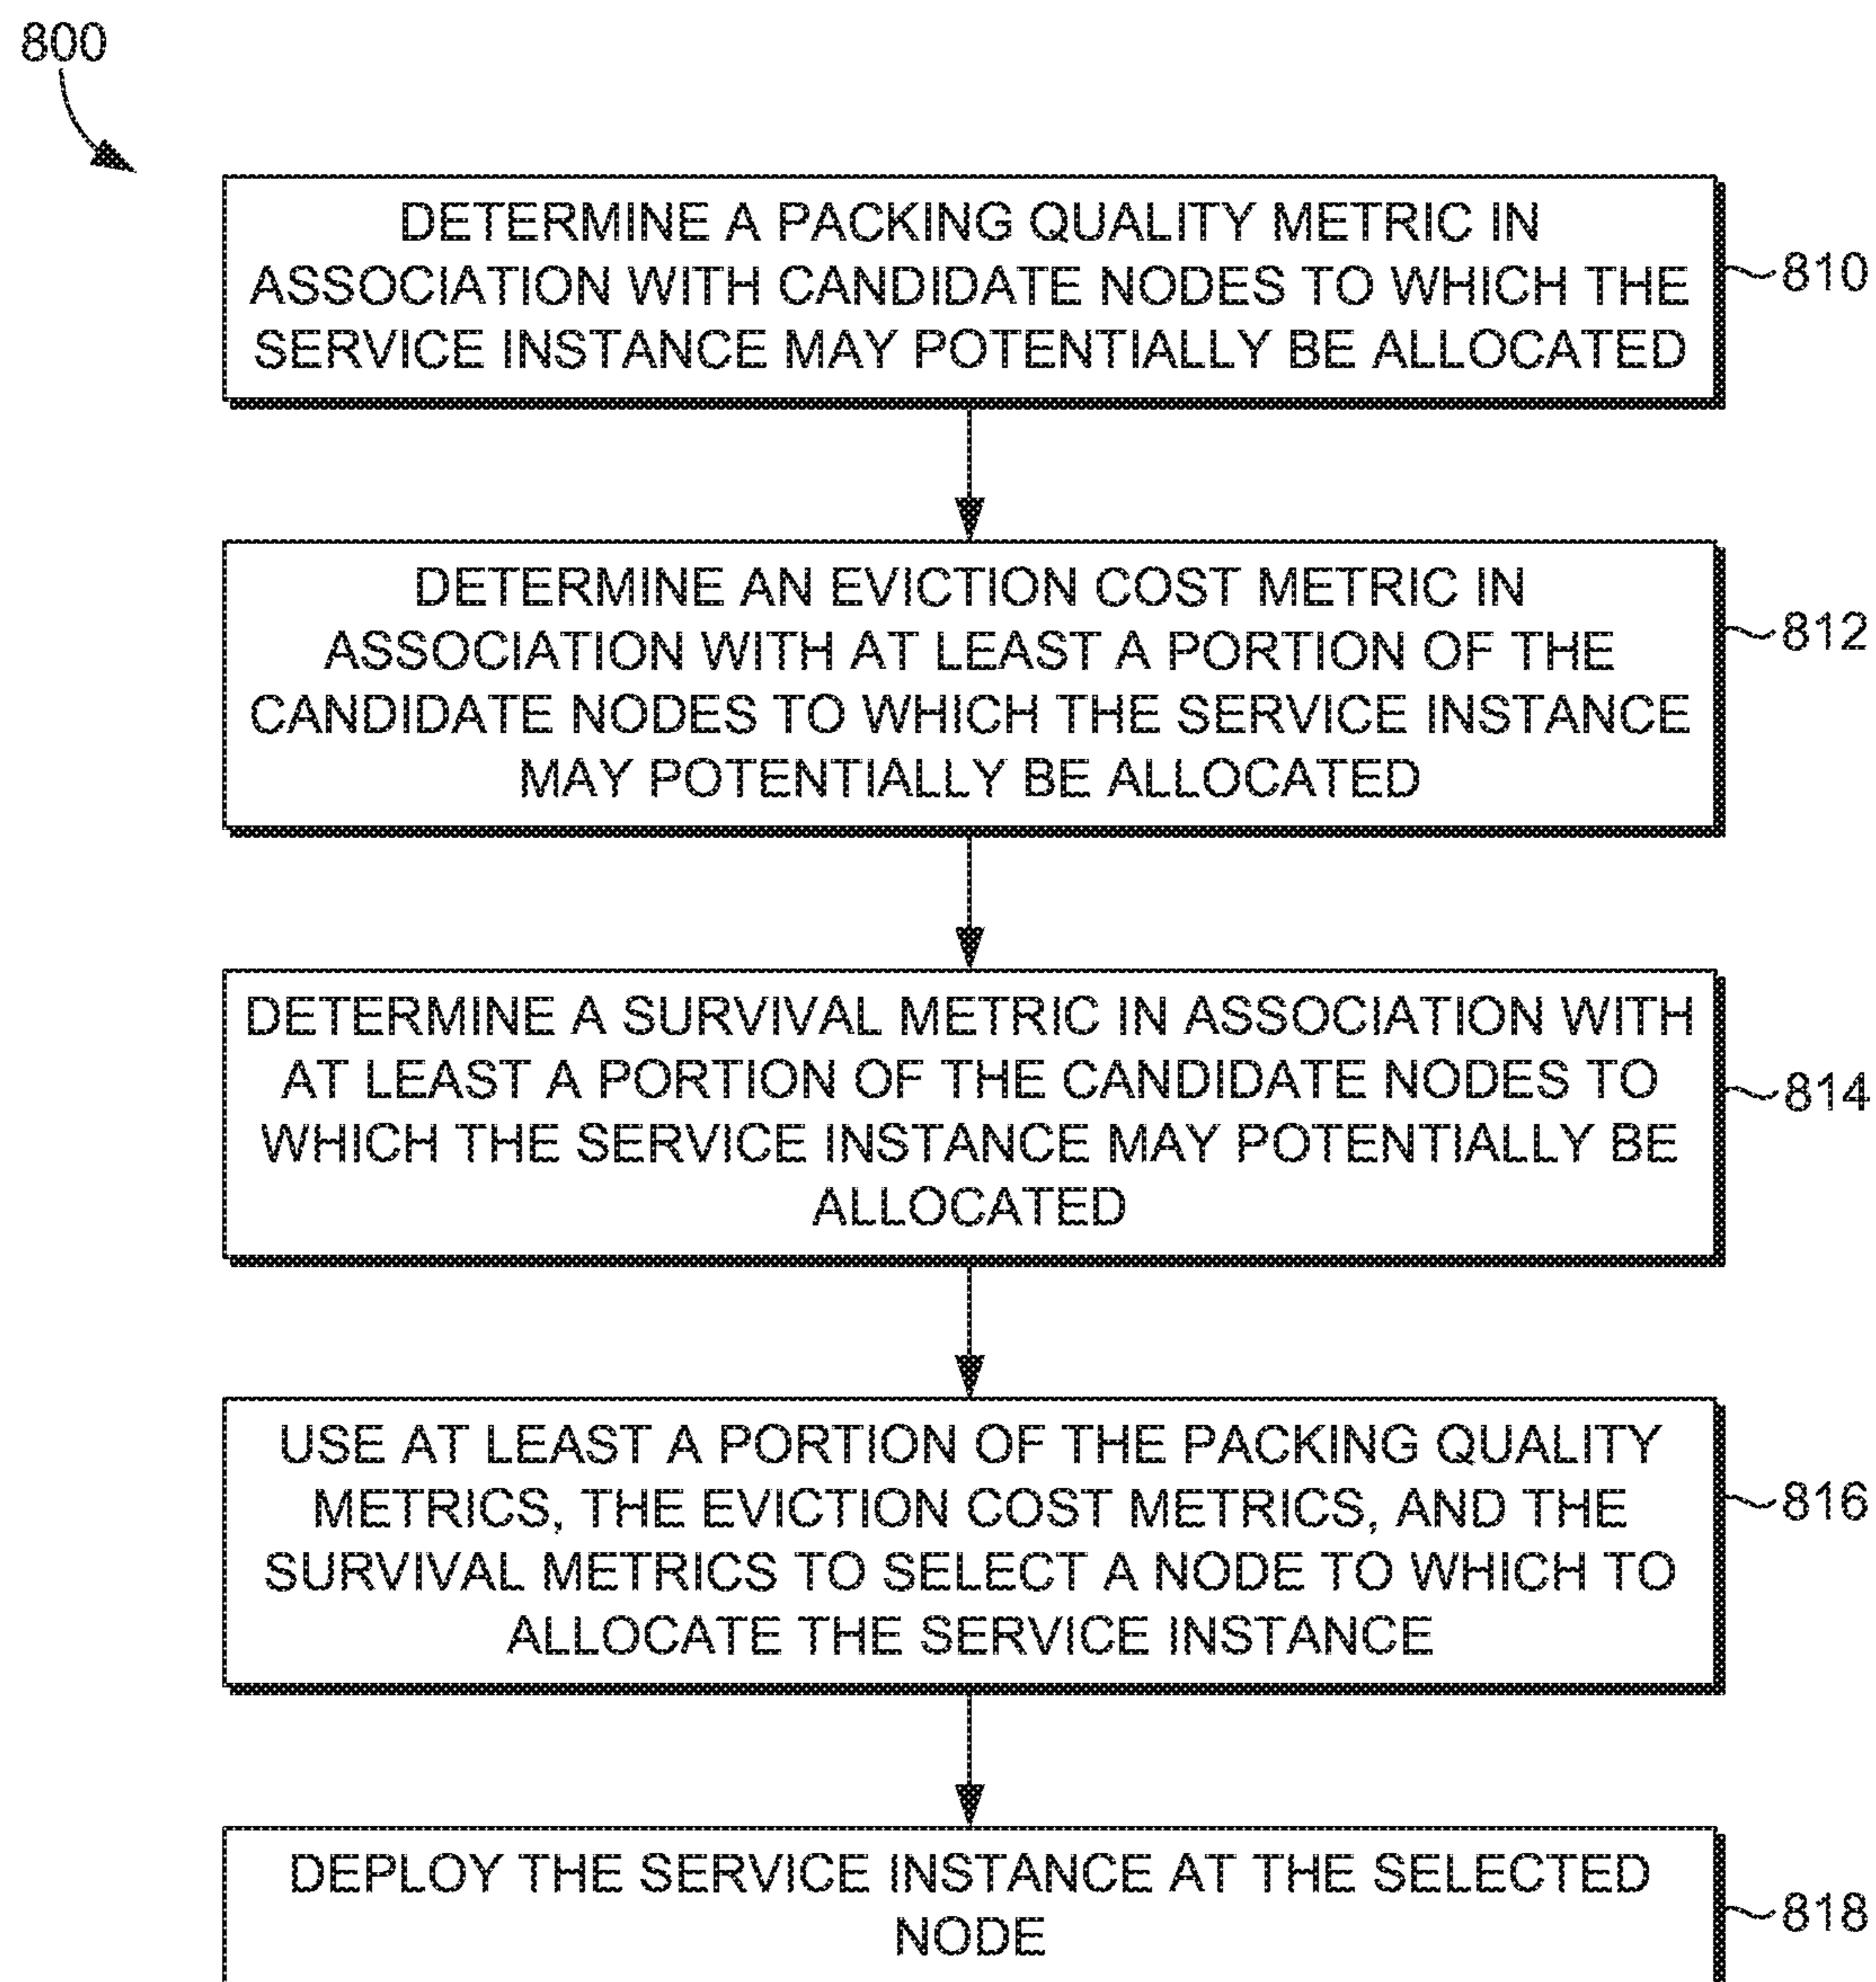 800
DETERMINE A PACKING QUALITY METRIC IN
ASSOCIATION WITH CANDIDATE NODES TO WHICH THE
SERVICE INSTANCE MAY POTENTIALLY BE ALLOCATED
810
DETERMINE AN EVICTION COST METRIC IN
ASSOCIATION WITH AT LEAST A PORTION OF THE
CANDIDATE NODES TO WHICH THE SERVICE INSTANCE
MAY POTENTIALLY BE ALLOCATED
812
DETERMINE A SURVIVAL METRIC IN ASSOCIATION WITH
AT LEAST A PORTION OF THE CANDIDATE NODES TO
WHICH THE SERVICE INSTANCE MAY POTENTIALLY BE
ALLOCATED
814
USE AT LEAST A PORTION OF THE PACKING QUALITY
METRICS, THE EVICTION COST METRICS, AND THE
SURVIVAL METRICS TO SELECT A NODE TO WHICH TO
ALLOCATE THE SERVICE INSTANCE
816
DEPLOY THE SERVICE INSTANCE AT THE SELECTED
NODE
818